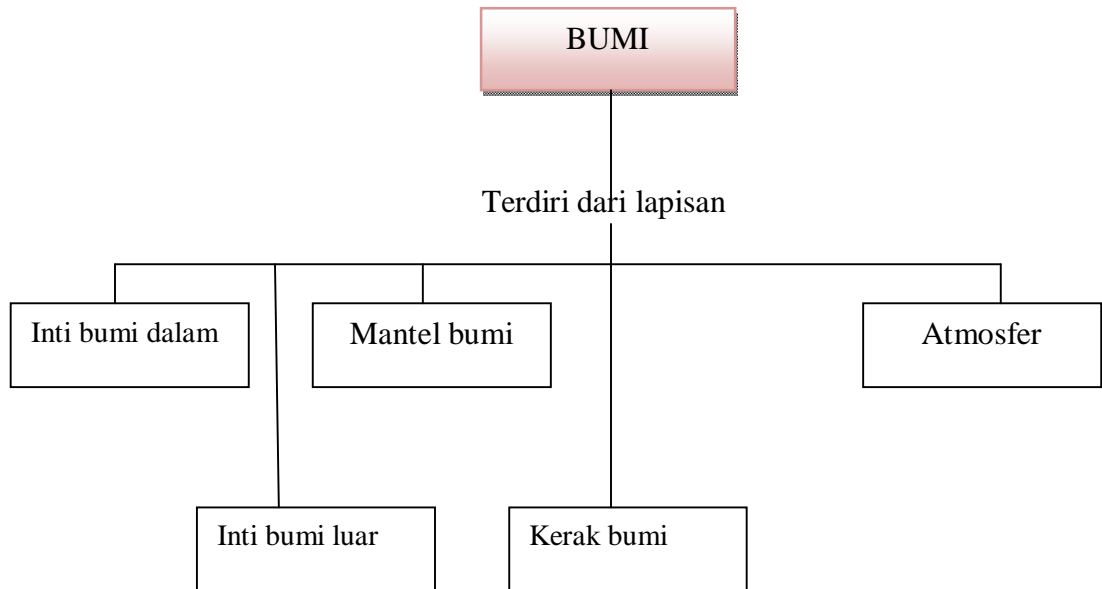 BUMI
Terdiri dari lapisan
Inti bumi dalam
Mantel bumi
Atmosfer
Inti bumi luar
Kerak bumi